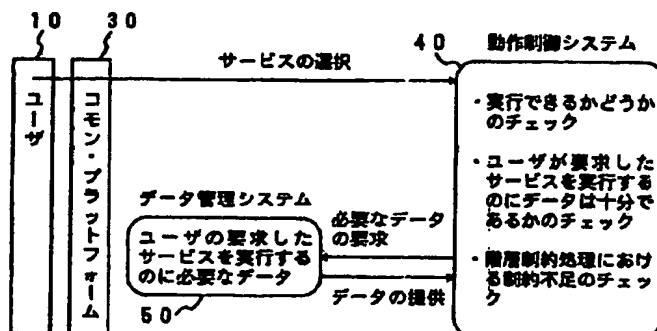 10
30
40
動作制御システム
サービスの選択
ユーザ
コモン・プラットフォーム
・実行できるかどうか
のチェック
・ユーザが要求した
サービスを実行する
のにデータは十分で
あるかのチェック
・階層制約処理におけ
る制約不足のチェッ
ク
データ管理システム
ユーザの要求した
サービスを実行する
のに必要なデータ
50
必要なデータ
の要求
データの提供